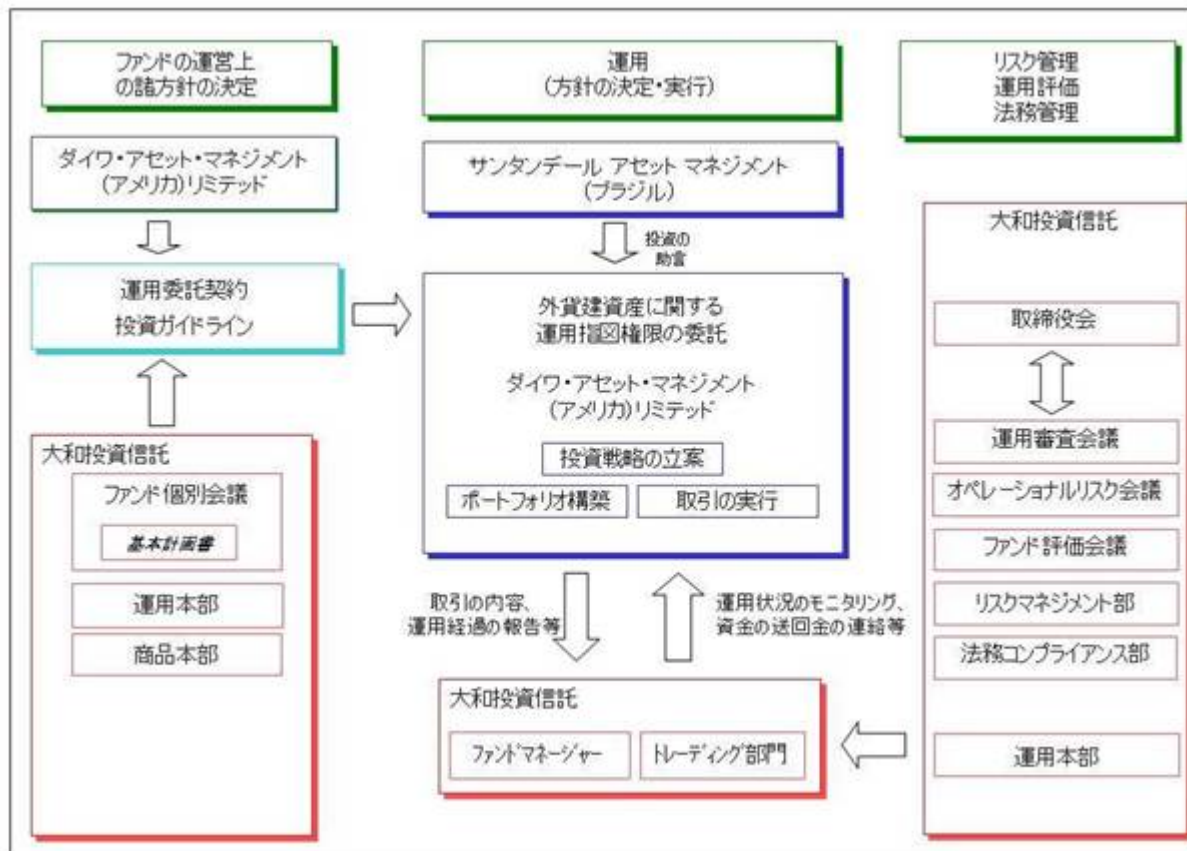 ファンドの運営上
の諸方針の決定
ダイワ・アセット・マネジメント
(アメリカ)リミテッド
運用委託契約
投資ガイドライン
大和投資信託
ファンド個別会議
基本計画書
運用本部
商品本部
運用
(方針の決定・実行)
サンタンデール アセット マネジメント
(ブラジル)
投資の
助言
外貨建資産に関する
運用指図権限の委託
ダイワ・アセット・マネジメント
(アメリカ)リミテッド
投資戦略の立案
ポートフォリオ構築
取引の実行
取引の内容、
運用経過の報告等
運用状況のモニタリング、
資金の送回金の連絡等
大和投資信託
ファンドマネージャー
トレーディング部門
リスク管理
運用評価
法務管理
大和投資信託
取締役会
運用審査会議
オペレーショナルリスク会議
ファンド評価会議
リスクマネジメント部
法務コンプライアンス部
運用本部